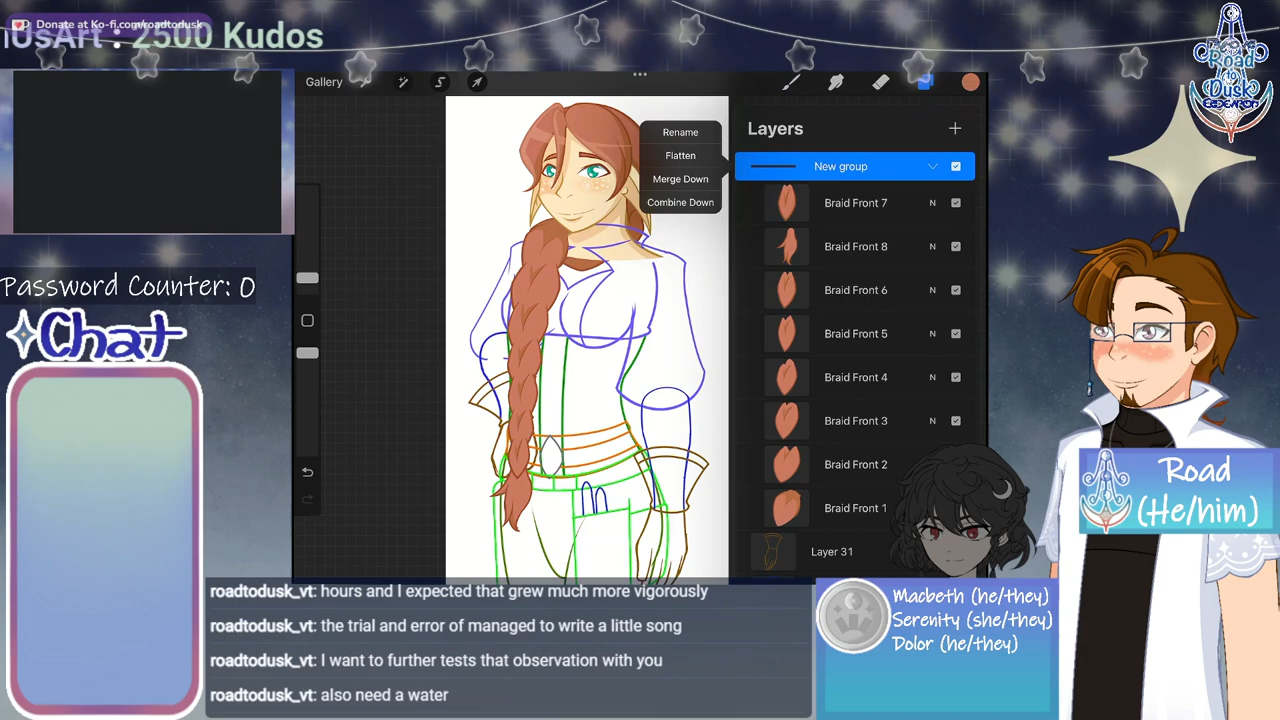 Donate at Ko-fi.com/roadtodusk
nUsArt : 2500 Kudos
Road
to
Dusk
Gallery
Layers
Rename
Flatten
Merge Down
Combine Down
New group
Braid Front 7 N
Braid Front 8 N
Braid Front 6 N
Braid Front 5 N
Braid Front 4 N
Braid Front 3 N
Braid Front 2
Braid Front 1
Layer 31
Password Counter: 0
Chat
Road
(He/him)
roadtodusk_vt: hours and I expected that grew much more vigorously
roadtodusk_vt: the trial and error of managed to write a little song
roadtodusk_vt: I want to further tests that observation with you
roadtodusk_vt: also need a water
Macbeth (he/they)
Serenity (she/they)
Dolor (he/they)